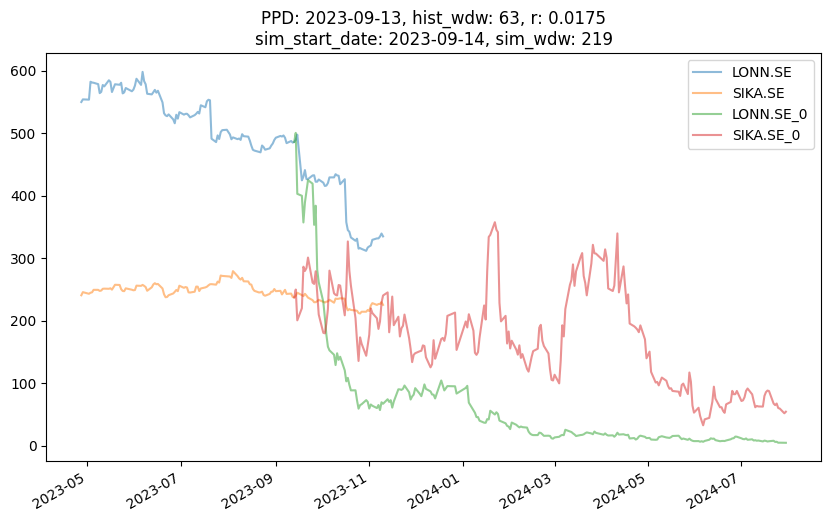 PPD: 2023-09-13, hist_wdw: 63, r: 0.0175
sim_start_date: 2023-09-14, sim_wdw: 219
LONN.SE
SIKA.SE
LONN.SE_0
SIKA.SE_0
600
500
400
300
200
100
0
2023-05
2023-07
2023-09
2023-11
2024-01
2024-03
2024-05
2024-07